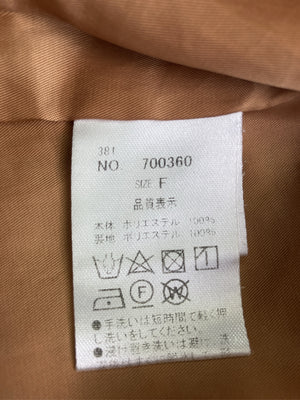 381
NO. 700360
SIZE F
品質表示
本体 ポリエステル 100%
裏地 ポリエステル 100%
F
W
●手洗いは短時間で軽く押
し洗いをしてください。